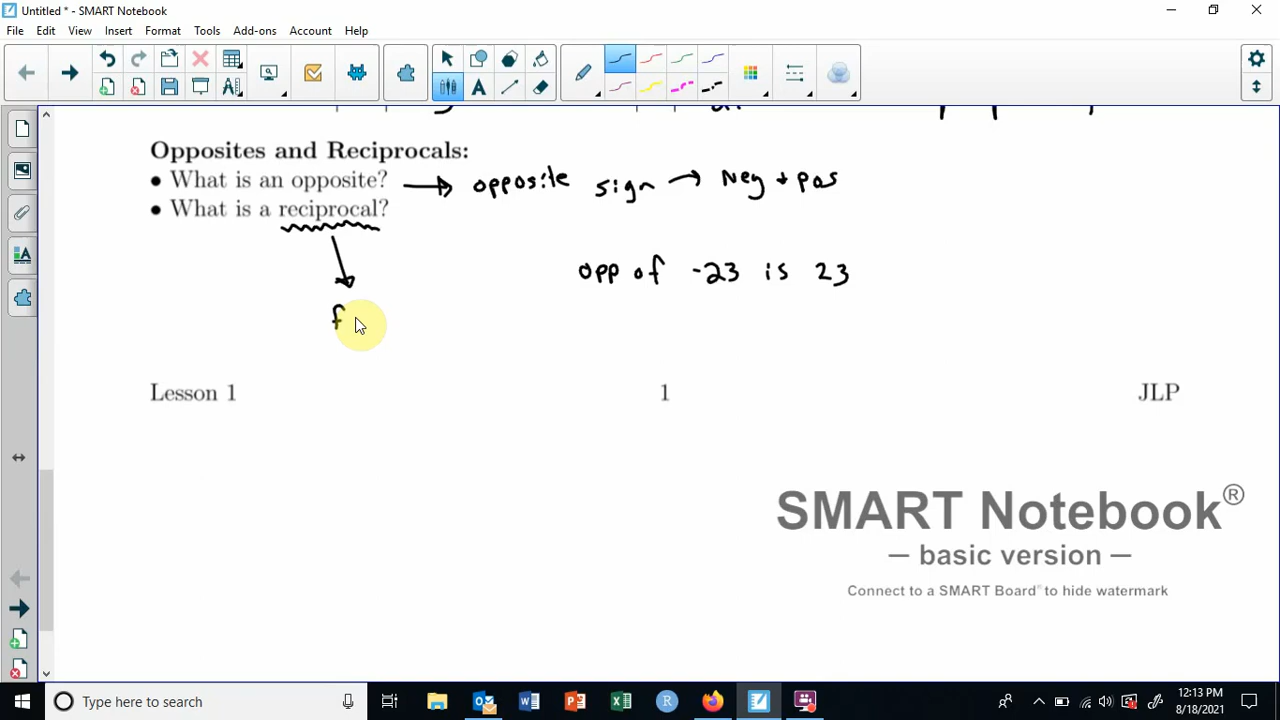 Untitled * - SMART Notebook
File Edit View Insert Format Tools Add-ons Account Help
Opposites and Reciprocals:
• What is an opposite? → opposite sign → Neg + pos
• What is a reciprocal?
opp of -23 is 23
f
Lesson 1 1 JLP
SMART Notebook®
— basic version —
Connect to a SMART Board® to hide watermark
Type here to search
12:13 PM
8/18/2021